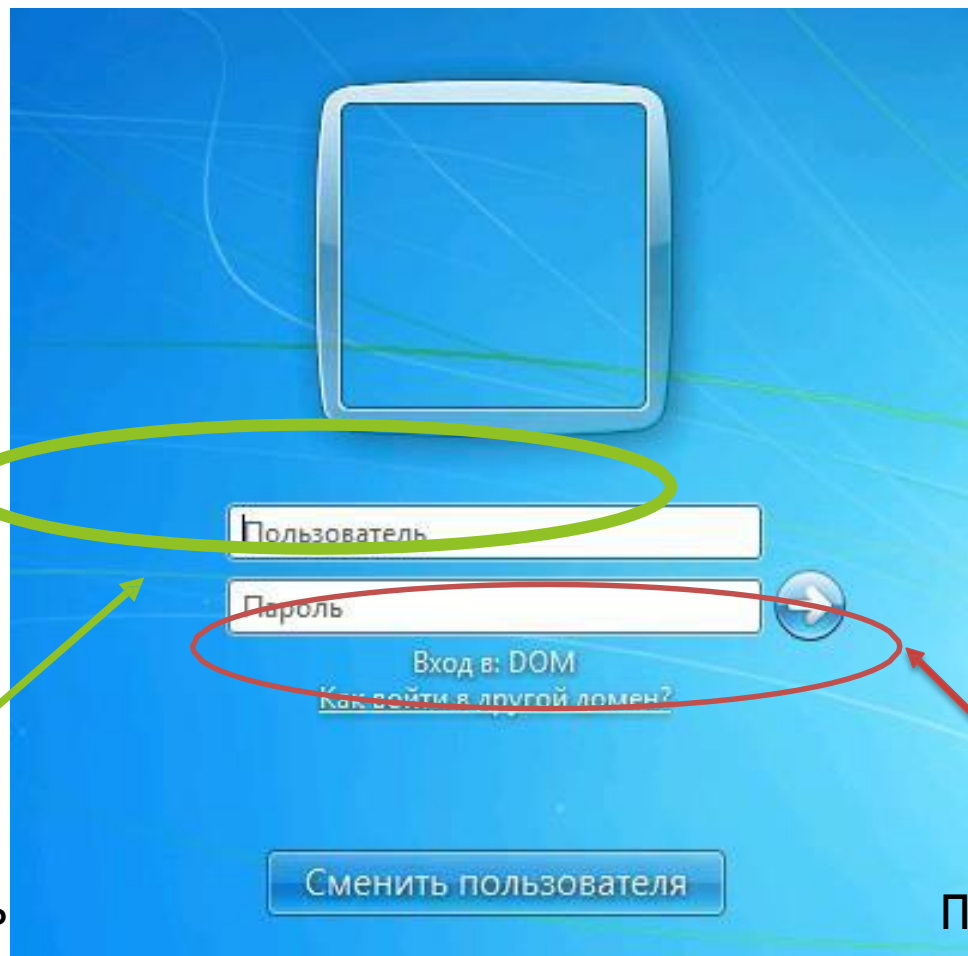 Пользователь
Пароль
Вход в: DOM
Как войти в другой домен?
Сменить пользователя